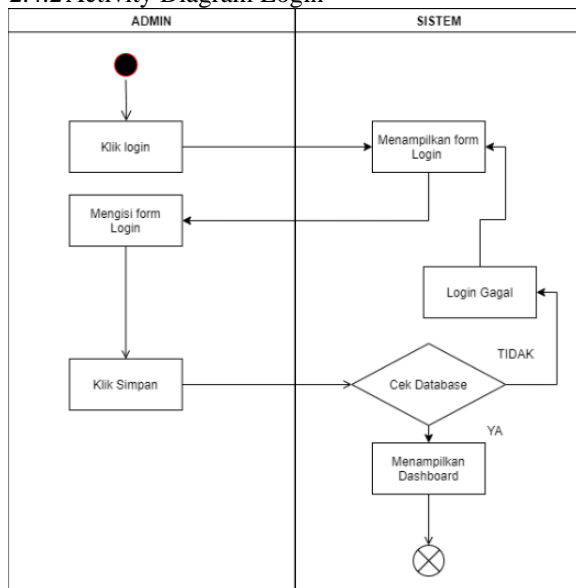 2.4.2 Activity Diagram Login
ADMIN
SISTEM
Klik login
Menampilkan form
Login
Mengisi form
Login
Login Gagal
TIDAK
Klik Simpan
Cek Database
YA
Menampilkan
Dashboard